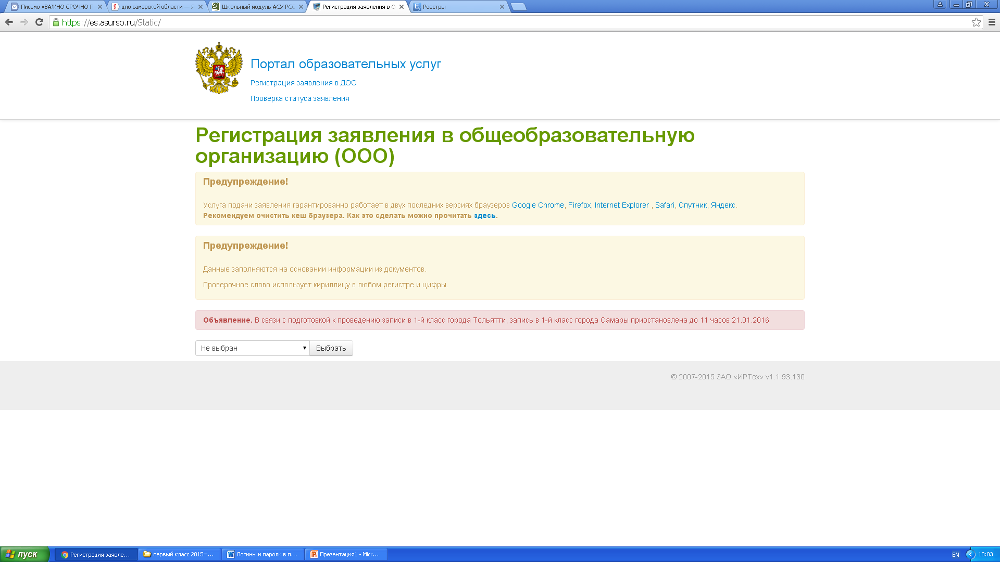 Письмо «ВАЖНО СРОЧНО П
цпо самарской области — Я
Школьный модуль АСУ РСО
Регистрация заявления в О
Реестры
https://es.asurso.ru/Static/
Портал образовательных услуг
Регистрация заявления в ДОО
Проверка статуса заявления
Регистрация заявления в общеобразовательную
организацию (ООО)
Предупреждение!
Услуга подачи заявления гарантированно работает в двух последних версиях браузеров Google Chrome, Firefox, Internet Explorer , Safari, Спутник, Яндекс.
Рекомендуем очистить кеш браузера. Как это сделать можно прочитать здесь.
Предупреждение!
Данные заполняются на основании информации из документов.
Проверочное слово использует кириллицу в любом регистре и цифры.
Объявление. В связи с подготовкой к проведению записи в 1-й класс города Тольятти, запись в 1-й класс города Самары приостановлена до 11 часов 21.01.2016
Не выбран
Выбрать
© 2007-2015 ЗАО «ИРТех» v1.1.93.130
пуск
Регистрация заявле...
первый класс 2015=...
Логины и пароли в п...
Презентация1 - Micr...
EN
10:03